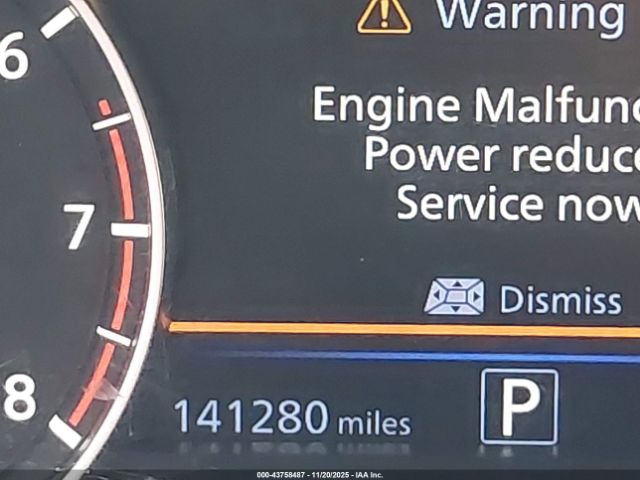 Warning
Engine Malfunc
Power reduce
Service now
Dismiss
6
7
8
141280 miles
P
000-43758487 - 11/20/2025 - IAA Inc.